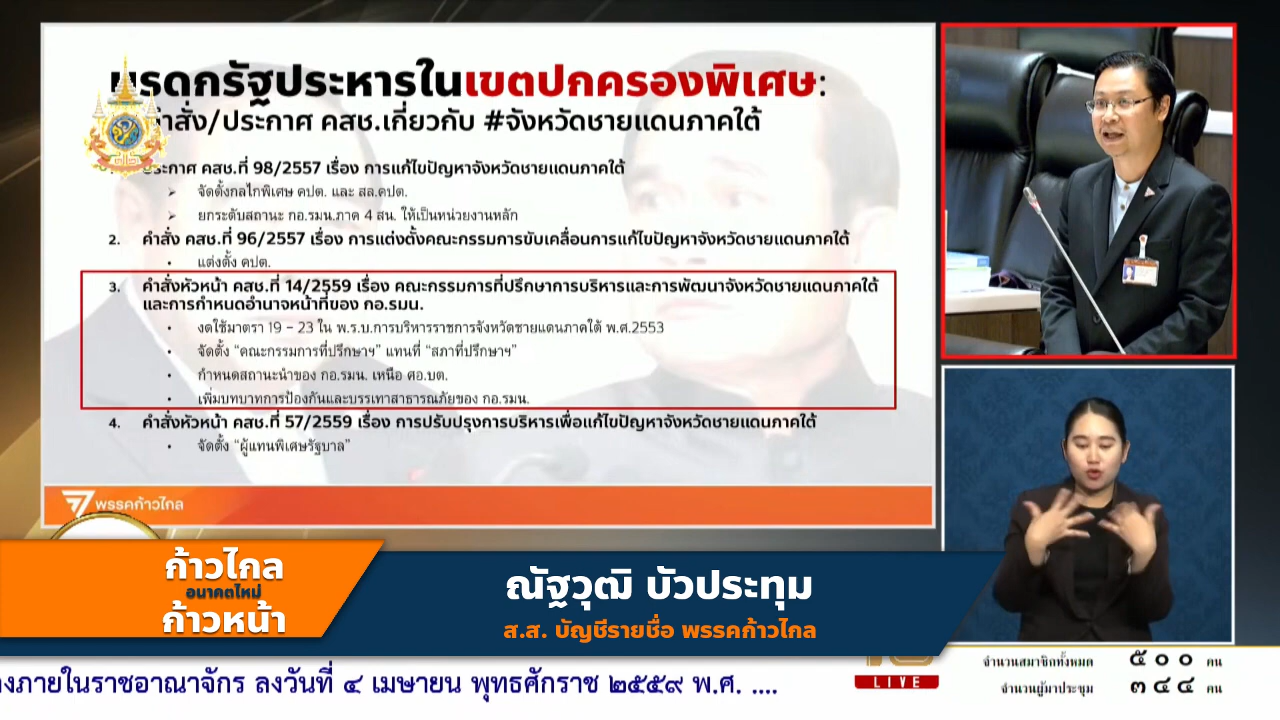 มรดกรัฐประหารในเขตปกครองพิเศษ:
คำสั่ง/ประกาศ คสช.เกี่ยวกับ #จังหวัดชายแดนภาคใต้
ประกาศ คสช.ที่ 98/2557 เรื่อง การแก้ไขปัญหาจังหวัดชายแดนภาคใต้
➢ จัดตั้งกลไกพิเศษ คปต. และ สล.คปต.
➢ ยกระดับสถานะ กอ.รมน.ภาค 4 สน. ให้เป็นหน่วยงานหลัก
2. คำสั่ง คสช.ที่ 96/2557 เรื่อง การแต่งตั้งคณะกรรมการขับเคลื่อนการแก้ไขปัญหาจังหวัดชายแดนภาคใต้
• แต่งตั้ง คปต.
3. คำสั่งหัวหน้า คสช.ที่ 14/2559 เรื่อง คณะกรรมการที่ปรึกษาการบริหารและการพัฒนาจังหวัดชายแดนภาคใต้
และการกำหนดอำนาจหน้าที่ของ กอ.รมน.
• งดใช้มาตรา 19 – 23 ใน พ.ร.บ.การบริหารราชการจังหวัดชายแดนภาคใต้ พ.ศ.2553
• จัดตั้ง “คณะกรรมการที่ปรึกษาฯ” แทนที่ “สภาที่ปรึกษาฯ”
• กำหนดสถานะนำของ กอ.รมน. เหนือ ศอ.บต.
• เพิ่มบทบาทการป้องกันและบรรเทาสาธารณภัยของ กอ.รมน.
4. คำสั่งหัวหน้า คสช.ที่ 57/2559 เรื่อง การปรับปรุงการบริหารเพื่อแก้ไขปัญหาจังหวัดชายแดนภาคใต้
• จัดตั้ง “ผู้แทนพิเศษรัฐบาล”
พรรคก้าวไกล
ก้าวไกล
อนาคตใหม่
ก้าวหน้า
ณัฐวุฒิ บัวประทุม
ส.ส. บัญชีรายชื่อ พรรคก้าวไกล
งภายในราชอาณาจักร ลงวันที่ ๔ เมษายน พุทธศักราช ๒๕๕๙ พ.ศ. ....
LIVE
จำนวนสมาชิกทั้งหมด ๕๐๐ คน
จำนวนผู้มาประชุม ๓๔๔ คน